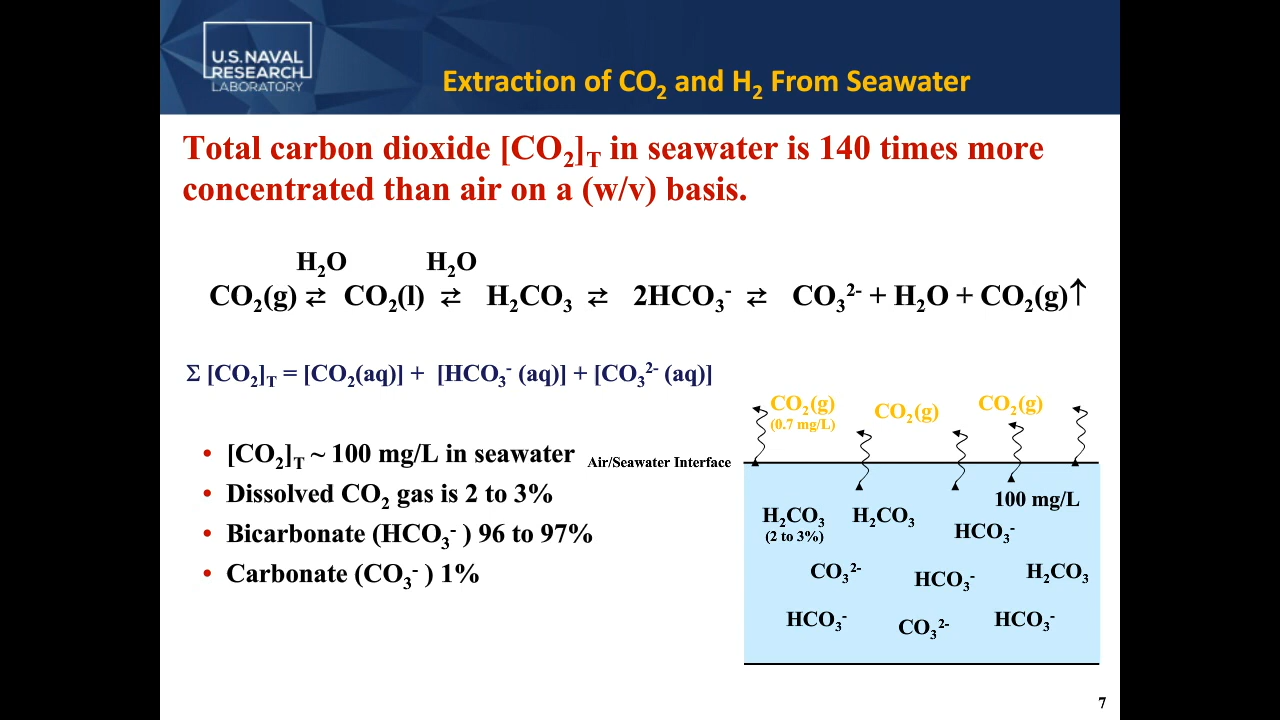 U.S. NAVAL
RESEARCH
LABORATORY
Extraction of CO₂ and H₂ From Seawater
Total carbon dioxide [CO₂]T in seawater is 140 times more
concentrated than air on a (w/v) basis.
H₂O H₂O
CO₂(g) ⇄ CO₂(l) ⇄ H₂CO₃ ⇄ 2HCO₃⁻ ⇄ CO₃²⁻ + H₂O + CO₂(g)↑
Σ [CO₂]T = [CO₂(aq)] + [HCO₃⁻ (aq)] + [CO₃²⁻ (aq)]
• [CO₂]T ~ 100 mg/L in seawater
• Dissolved CO₂ gas is 2 to 3%
• Bicarbonate (HCO₃⁻ ) 96 to 97%
• Carbonate (CO₃⁻ ) 1%
CO₂(g) CO₂(g) CO₂(g)
(0.7 mg/L)
Air/Seawater Interface
100 mg/L
H₂CO₃ H₂CO₃ HCO₃⁻
(2 to 3%)
CO₃²⁻ HCO₃⁻ H₂CO₃
HCO₃⁻ CO₃²⁻ HCO₃⁻
7